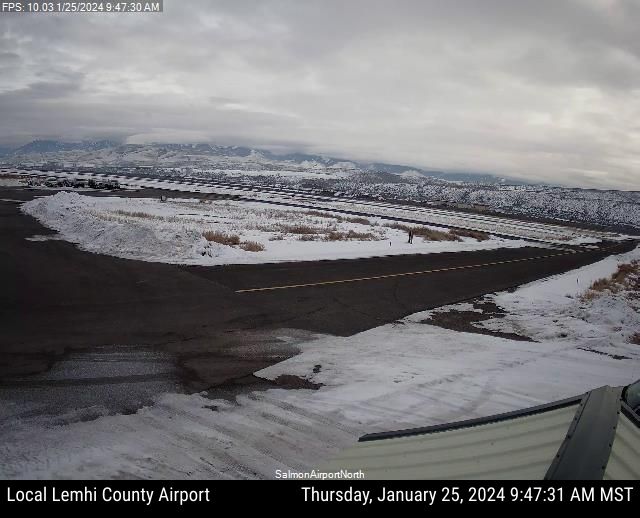 FPS: 10.03 1/25/2024 9:47:30 AM
SalmonAirportNorth
Local Lemhi County Airport Thursday, January 25, 2024 9:47:31 AM MST